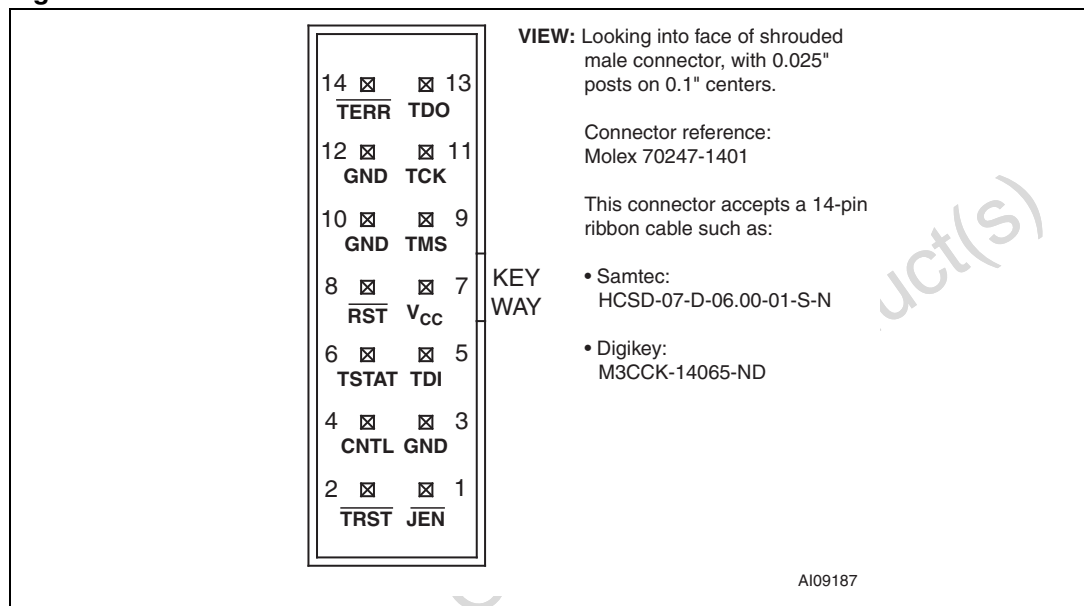 VIEW: Looking into face of shrouded
male connector, with 0.025"
posts on 0.1" centers.
Connector reference:
Molex 70247-1401
This connector accepts a 14-pin
ribbon cable such as:
• Samtec:
HCSD-07-D-06.00-01-S-N
• Digikey:
M3CCK-14065-ND
14 13
TERR TDO
12 11
GND TCK
10 9
GND TMS
8 7
RST VCC
KEY
WAY
6 5
TSTAT TDI
4 3
CNTL GND
2 1
TRST JEN
AI09187
uct(s)